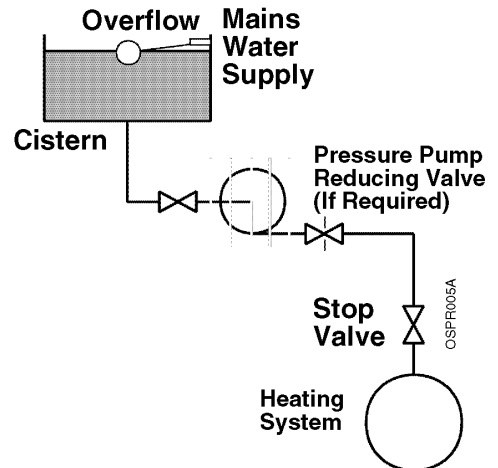 Overflow
Mains
Water
Supply
Cistern
Pressure Pump
Reducing Valve
(If Required)
Stop
Valve
OSPR005A
Heating
System